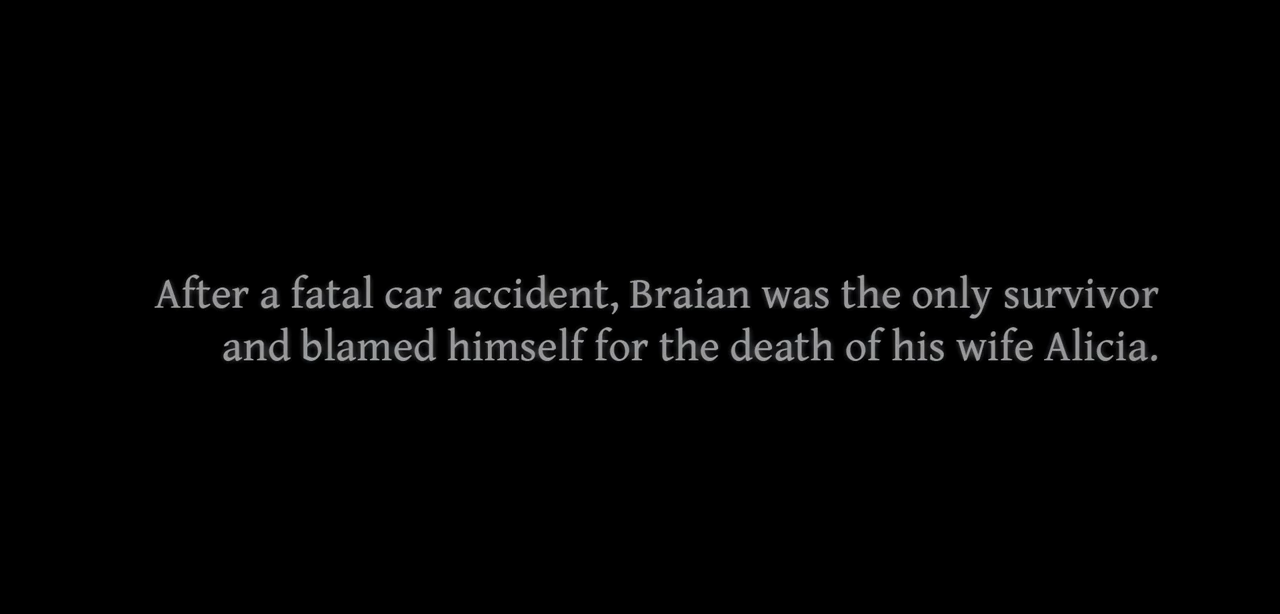 After a fatal car accident, Braian was the only survivor
and blamed himself for the death of his wife Alicia.